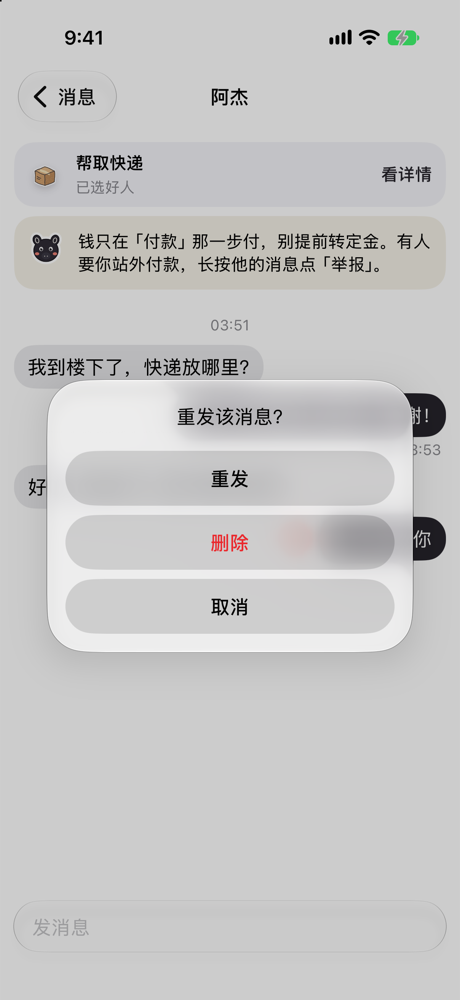 9:41
消息
阿杰
帮取快递
已选好人
看详情
钱只在「付款」那一步付，别提前转定金。有人
要你站外付款，长按他的消息点「举报」。
03:51
我到楼下了，快递放哪里？
谢！
3:53
好
你
重发该消息？
重发
删除
取消
发消息